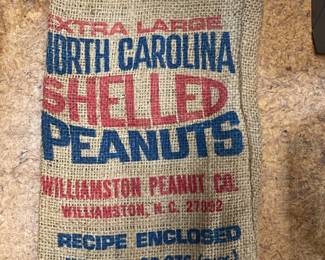 EXTRA LARGE
NORTH CAROLINA
SHELLED
PEANUTS
WILLIAMSTON PEANUT CO.
WILLIAMSTON, N.C. 27892
RECIPE ENCLOSED